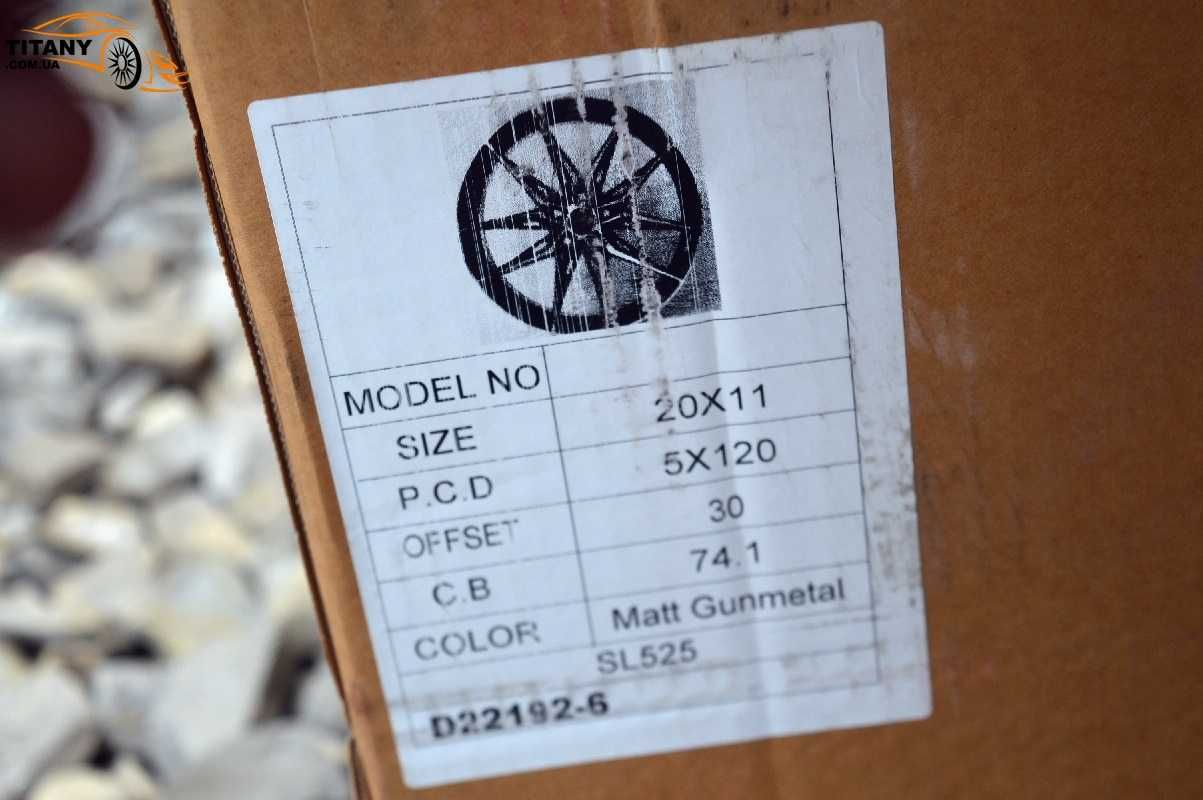 TITANY
.COM.UA
MODEL NO
SIZE 20X11
P.C.D 5X120
OFFSET 30
C.B 74.1
COLOR Matt Gunmetal
SL525
D22192-6